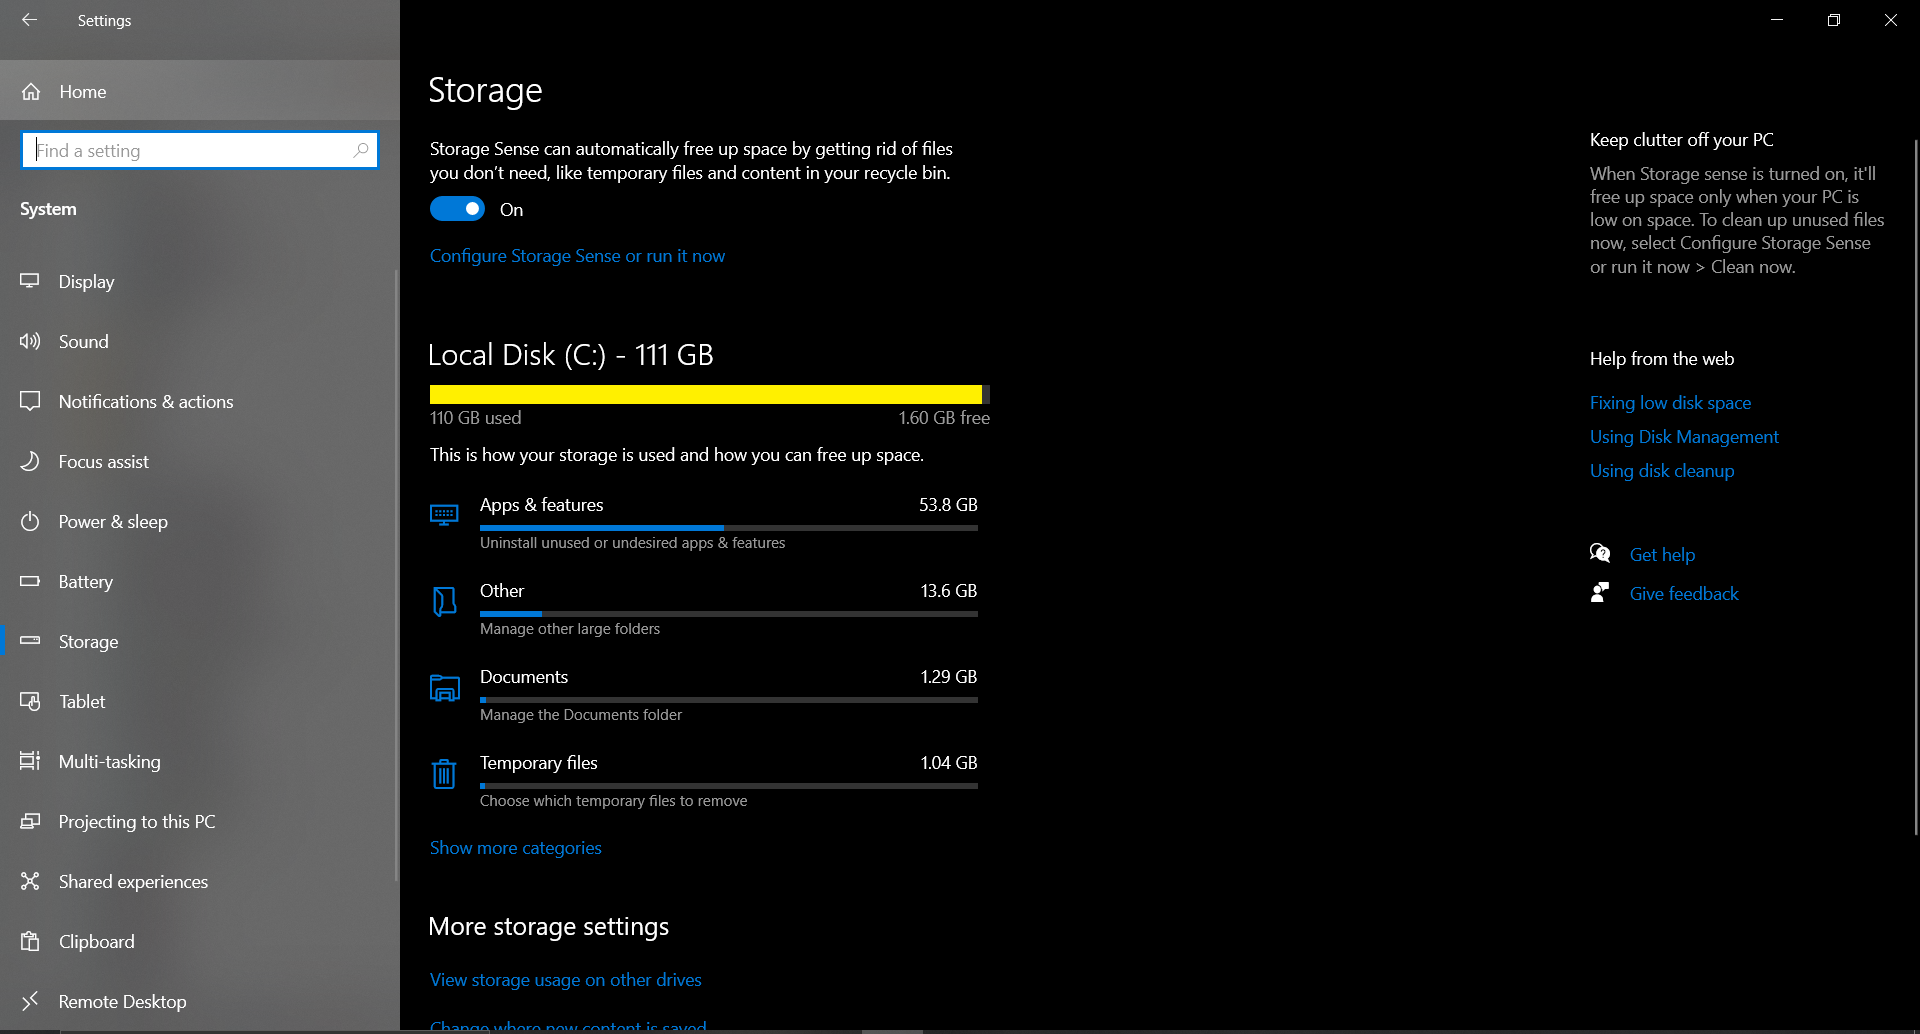 Settings
Home
Find a setting
System
Display
Sound
Notifications & actions
Focus assist
Power & sleep
Battery
Storage
Tablet
Multi-tasking
Projecting to this PC
Shared experiences
Clipboard
Remote Desktop
Storage
Storage Sense can automatically free up space by getting rid of files
you don’t need, like temporary files and content in your recycle bin.
On
Configure Storage Sense or run it now
Local Disk (C:) - 111 GB
110 GB used 1.60 GB free
This is how your storage is used and how you can free up space.
Apps & features 53.8 GB
Uninstall unused or undesired apps & features
Other 13.6 GB
Manage other large folders
Documents 1.29 GB
Manage the Documents folder
Temporary files 1.04 GB
Choose which temporary files to remove
Show more categories
More storage settings
View storage usage on other drives
Change where new content is saved
Keep clutter off your PC
When Storage sense is turned on, it'll
free up space only when your PC is
low on space. To clean up unused files
now, select Configure Storage Sense
or run it now > Clean now.
Help from the web
Fixing low disk space
Using Disk Management
Using disk cleanup
Get help
Give feedback